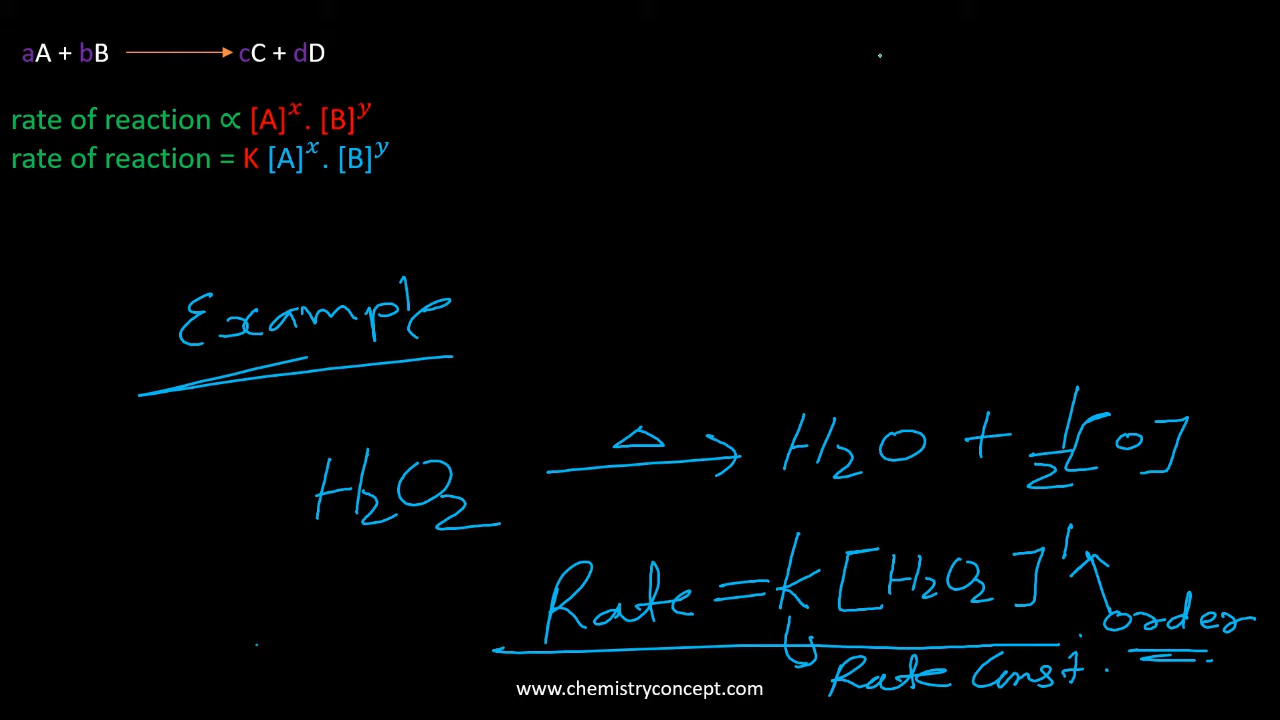 aA + bB → cC + dD
rate of reaction ∝ [A]ˣ . [B]ʸ
rate of reaction = K [A]ˣ . [B]ʸ
Example
H₂O₂ —Δ→ H₂O + 1/2 [O]
Rate = k [H₂O₂]¹
order
Rate Const.
www.chemistryconcept.com